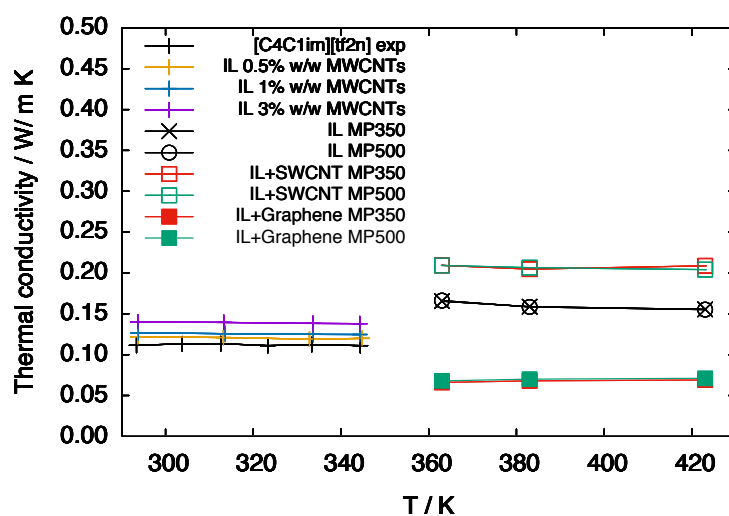 0.50
0.45
0.40
0.35
0.30
0.25
0.20
0.15
0.10
0.05
0.00
Thermal conductivity / W/ m K
[C4C1im][tf2n] exp
IL 0.5% w/w MWCNTs
IL 1% w/w MWCNTs
IL 3% w/w MWCNTs
IL MP350
IL MP500
IL+SWCNT MP350
IL+SWCNT MP500
IL+Graphene MP350
IL+Graphene MP500
300 320 340 360 380 400 420
T / K